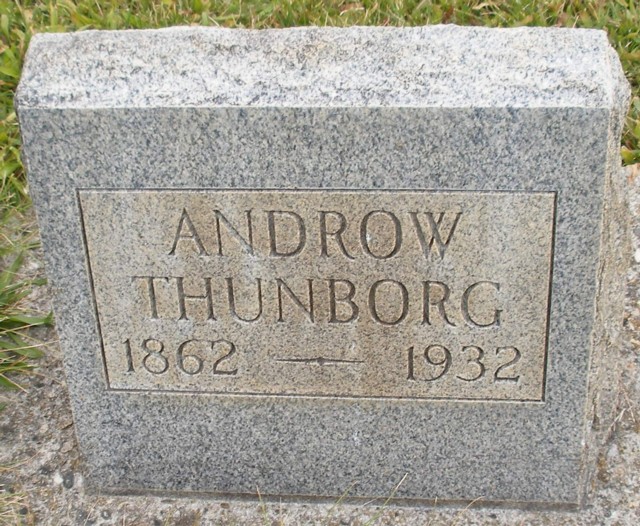 ANDROW
THUNBORG
1862 — 1932